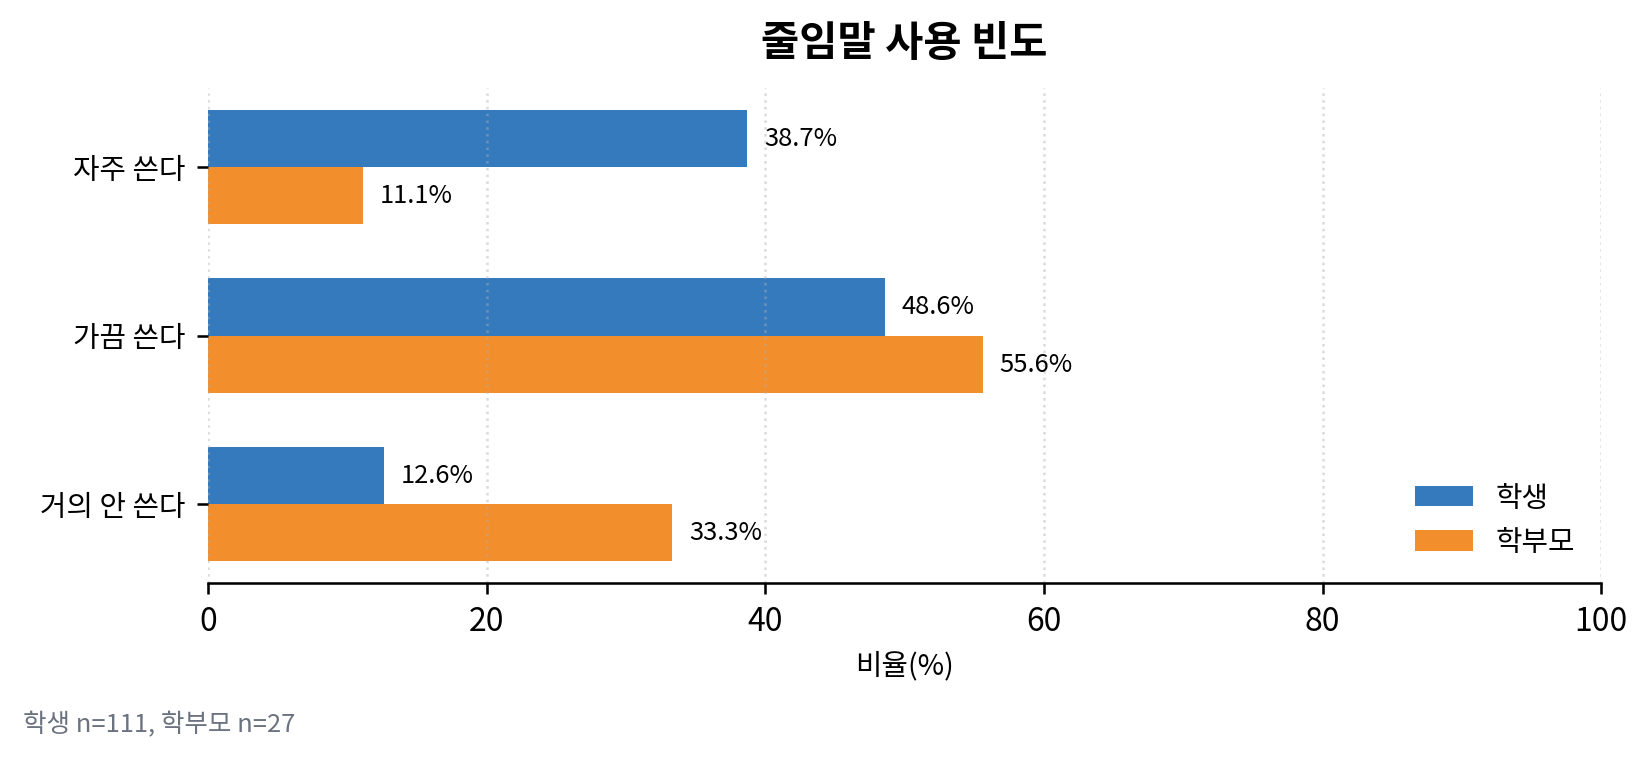 줄임말 사용 빈도
자주 쓴다
38.7%
11.1%
가끔 쓴다
48.6%
55.6%
거의 안 쓴다
12.6%
33.3%
학생
학부모
0 20 40 60 80 100
비율(%)
학생 n=111, 학부모 n=27